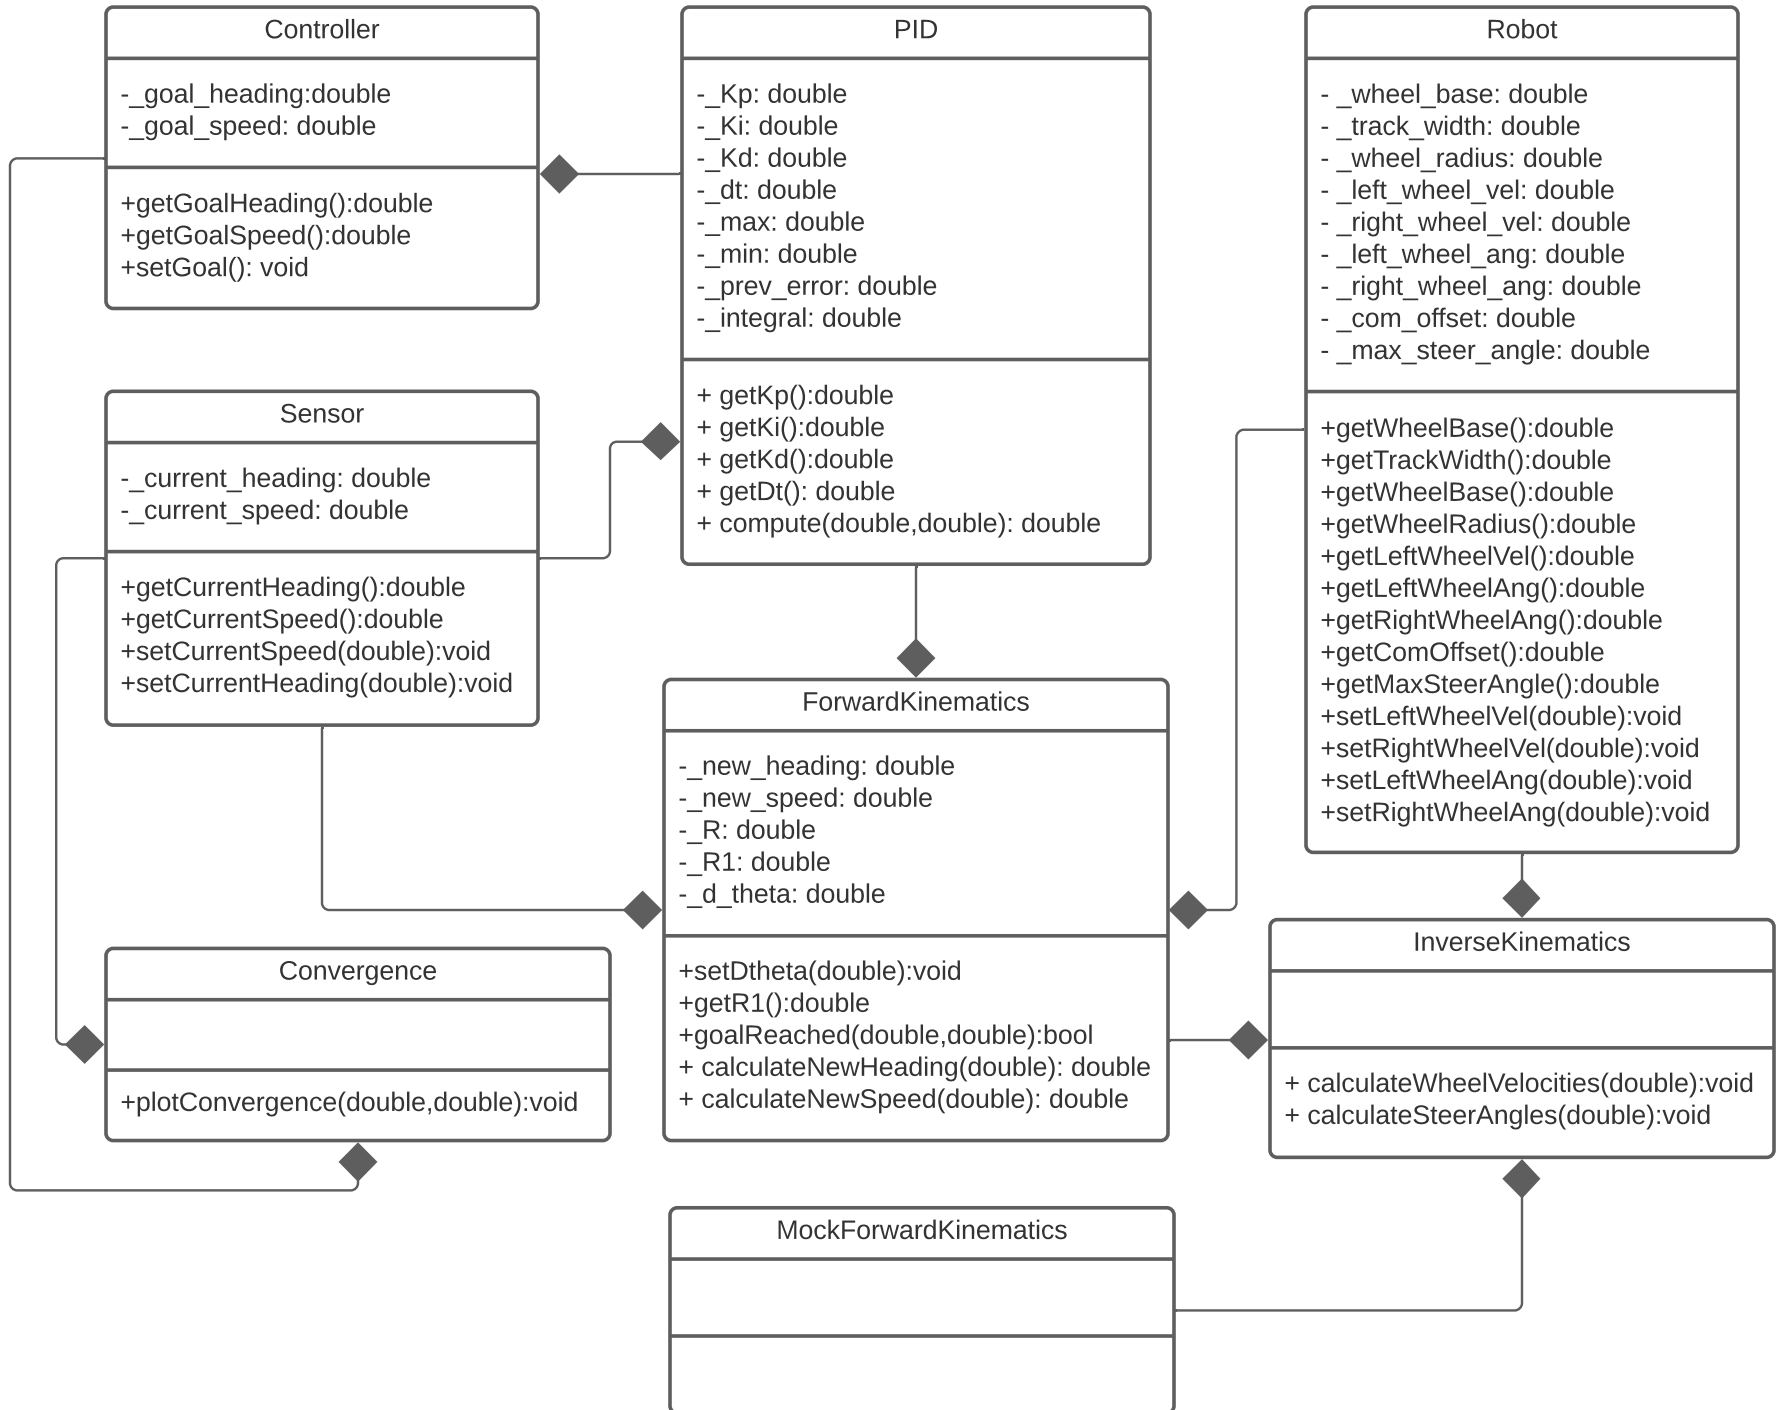 Controller
-_goal_heading:double
-_goal_speed: double
+getGoalHeading():double
+getGoalSpeed():double
+setGoal(): void
PID
-_Kp: double
-_Ki: double
-_Kd: double
-_dt: double
-_max: double
-_min: double
-_prev_error: double
-_integral: double
+ getKp():double
+ getKi():double
+ getKd():double
+ getDt(): double
+ compute(double,double): double
Robot
- _wheel_base: double
- _track_width: double
- _wheel_radius: double
- _left_wheel_vel: double
- _right_wheel_vel: double
- _left_wheel_ang: double
- _right_wheel_ang: double
- _com_offset: double
- _max_steer_angle: double
+getWheelBase():double
+getTrackWidth():double
+getWheelBase():double
+getWheelRadius():double
+getLeftWheelVel():double
+getLeftWheelAng():double
+getRightWheelAng():double
+getComOffset():double
+getMaxSteerAngle():double
+setLeftWheelVel(double):void
+setRightWheelVel(double):void
+setLeftWheelAng(double):void
+setRightWheelAng(double):void
Sensor
-_current_heading: double
-_current_speed: double
+getCurrentHeading():double
+getCurrentSpeed():double
+setCurrentSpeed(double):void
+setCurrentHeading(double):void
ForwardKinematics
-_new_heading: double
-_new_speed: double
-_R: double
-_R1: double
-_d_theta: double
+setDtheta(double):void
+getR1():double
+goalReached(double,double):bool
+ calculateNewHeading(double): double
+ calculateNewSpeed(double): double
InverseKinematics
+ calculateWheelVelocities(double):void
+ calculateSteerAngles(double):void
Convergence
+plotConvergence(double,double):void
MockForwardKinematics